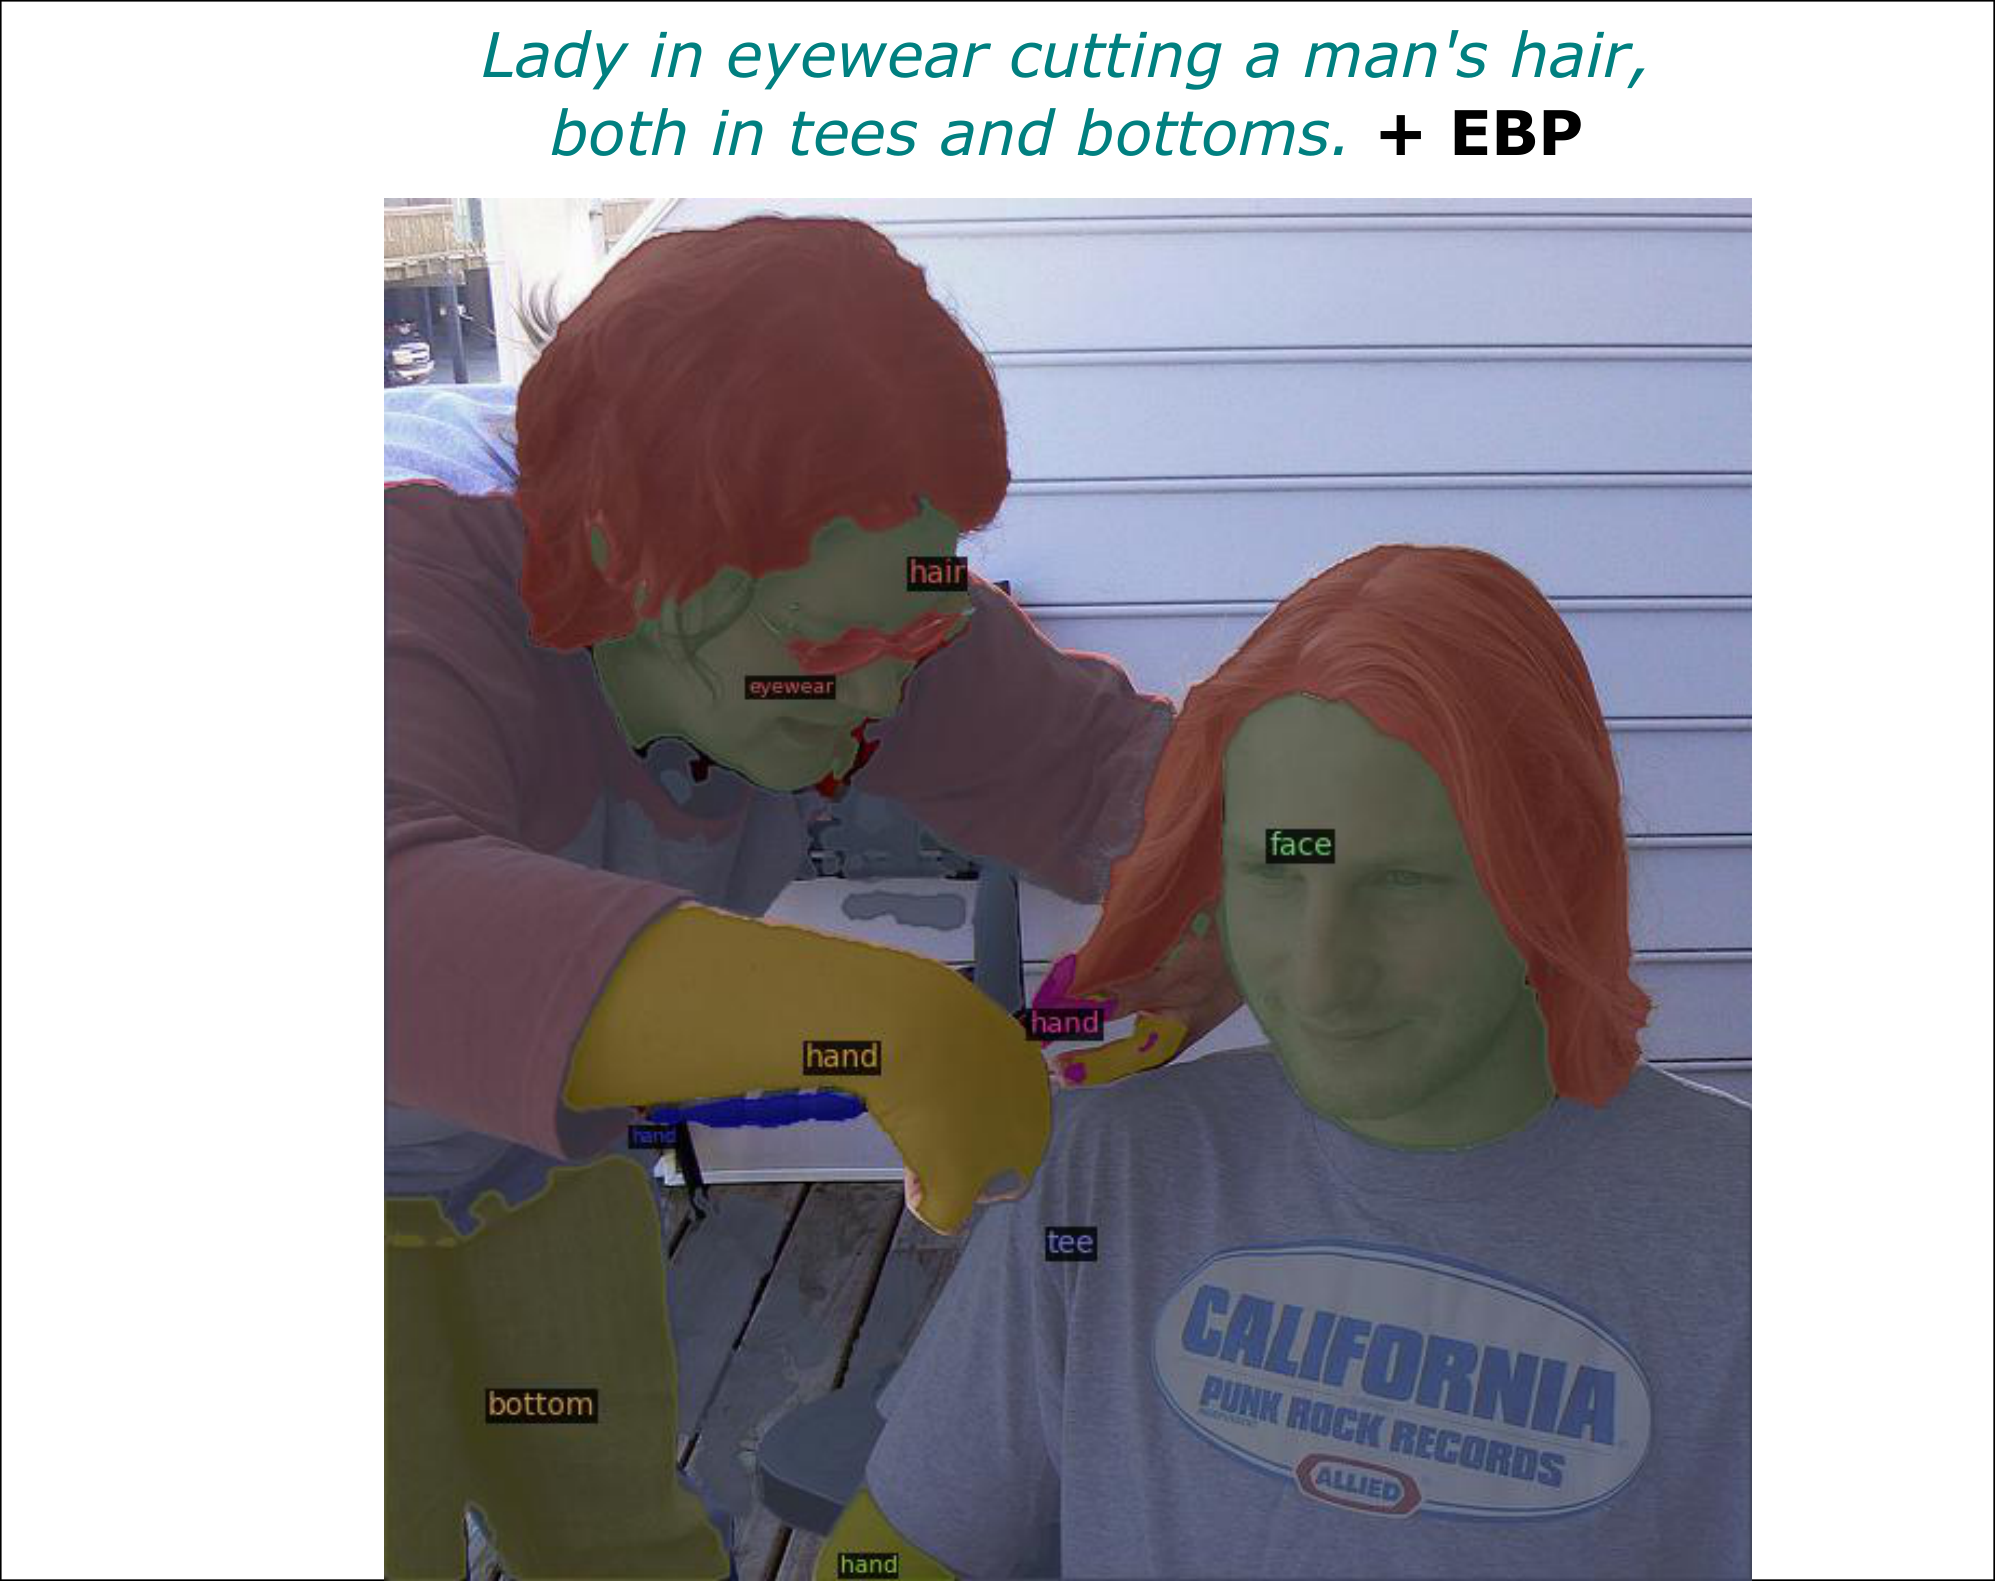 Lady in eyewear cutting a man's hair,
both in tees and bottoms. + EBP
hair
eyewear
face
hand
hand
hand
tee
CALIFORNIA
PUNK ROCK RECORDS
ALLIED
bottom
hand